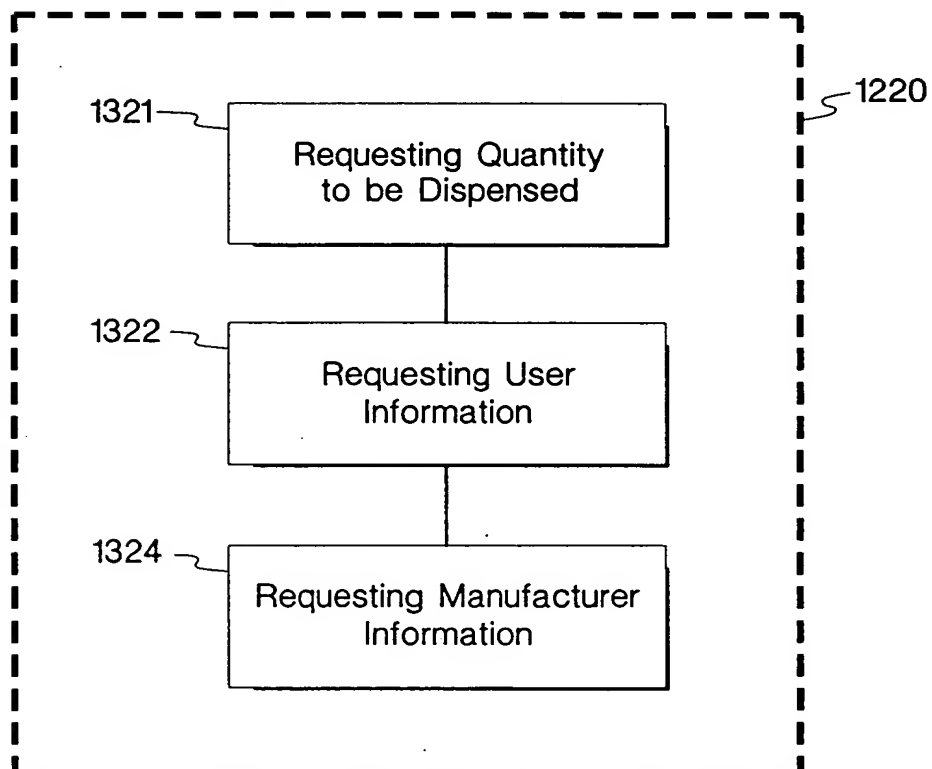 1220
1321
Requesting Quantity
to be Dispensed
1322
Requesting User
Information
1324
Requesting Manufacturer
Information